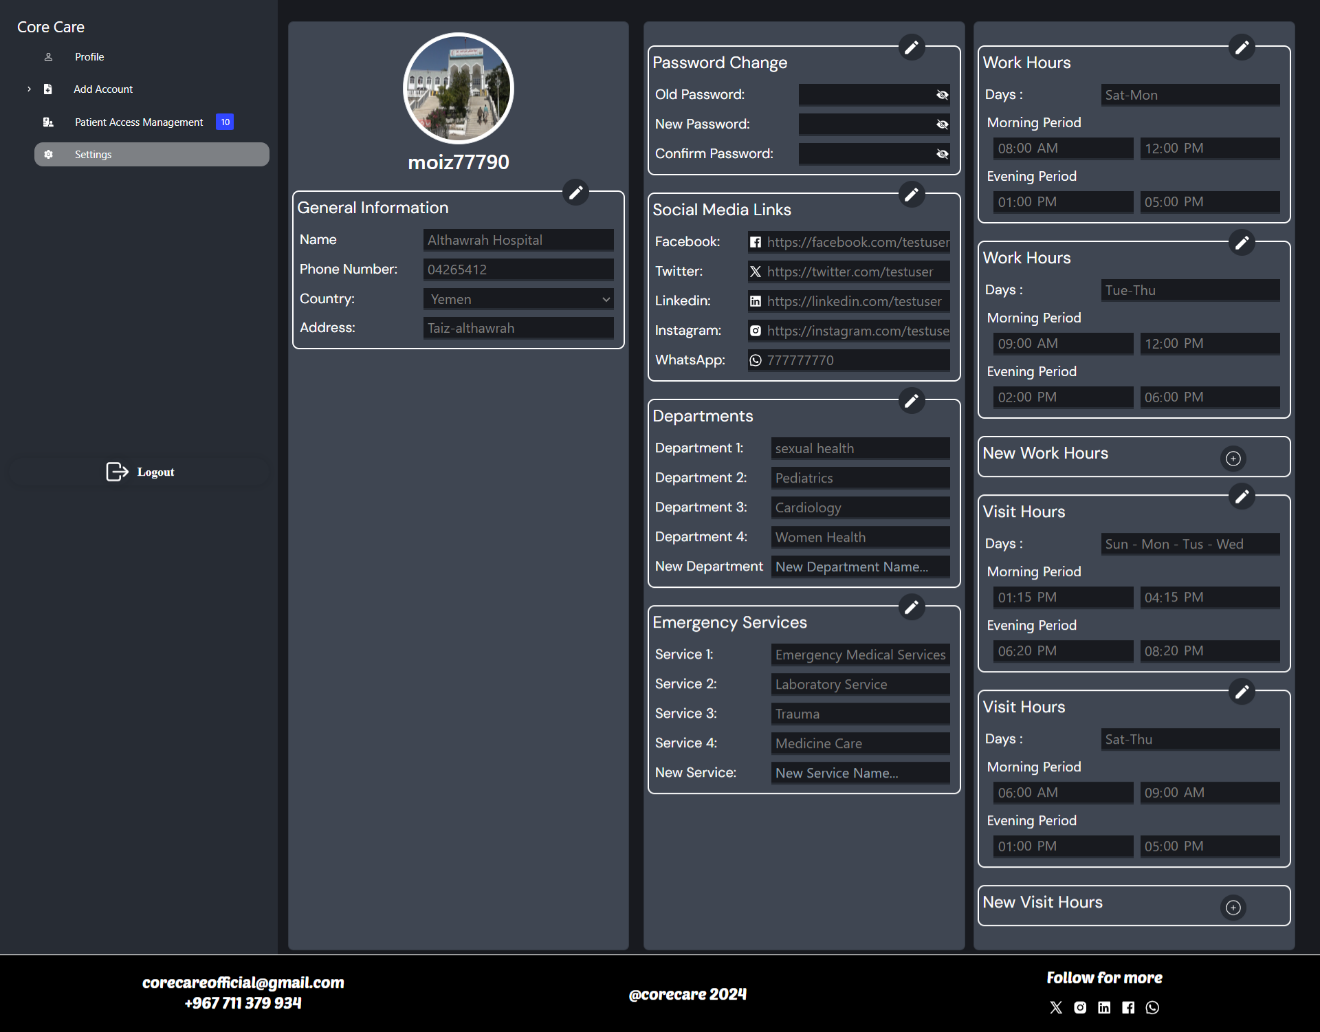 Core Care
Profile
Add Account
Patient Access Management 10
Settings
Logout
moiz77790
General Information
Name Althawrah Hospital
Phone Number: 04265412
Country: Yemen
Address: Taiz-althawrah
Password Change
Old Password:
New Password:
Confirm Password:
Social Media Links
Facebook: https://facebook.com/testuser
Twitter: https://twitter.com/testuser
Linkedin: https://linkedin.com/testuser
Instagram: https://instagram.com/testuse
WhatsApp: 777777770
Departments
Department 1: sexual health
Department 2: Pediatrics
Department 3: Cardiology
Department 4: Women Health
New Department New Department Name...
Emergency Services
Service 1: Emergency Medical Services
Service 2: Laboratory Service
Service 3: Trauma
Service 4: Medicine Care
New Service: New Service Name...
Work Hours
Days : Sat-Mon
Morning Period
08:00 AM 12:00 PM
Evening Period
01:00 PM 05:00 PM
Work Hours
Days : Tue-Thu
Morning Period
09:00 AM 12:00 PM
Evening Period
02:00 PM 06:00 PM
New Work Hours
Visit Hours
Days : Sun - Mon - Tus - Wed
Morning Period
01:15 PM 04:15 PM
Evening Period
06:20 PM 08:20 PM
Visit Hours
Days : Sat-Thu
Morning Period
06:00 AM 09:00 AM
Evening Period
01:00 PM 05:00 PM
New Visit Hours
corecareofficial@gmail.com
+967 711 379 934
@corecare 2024
Follow for more